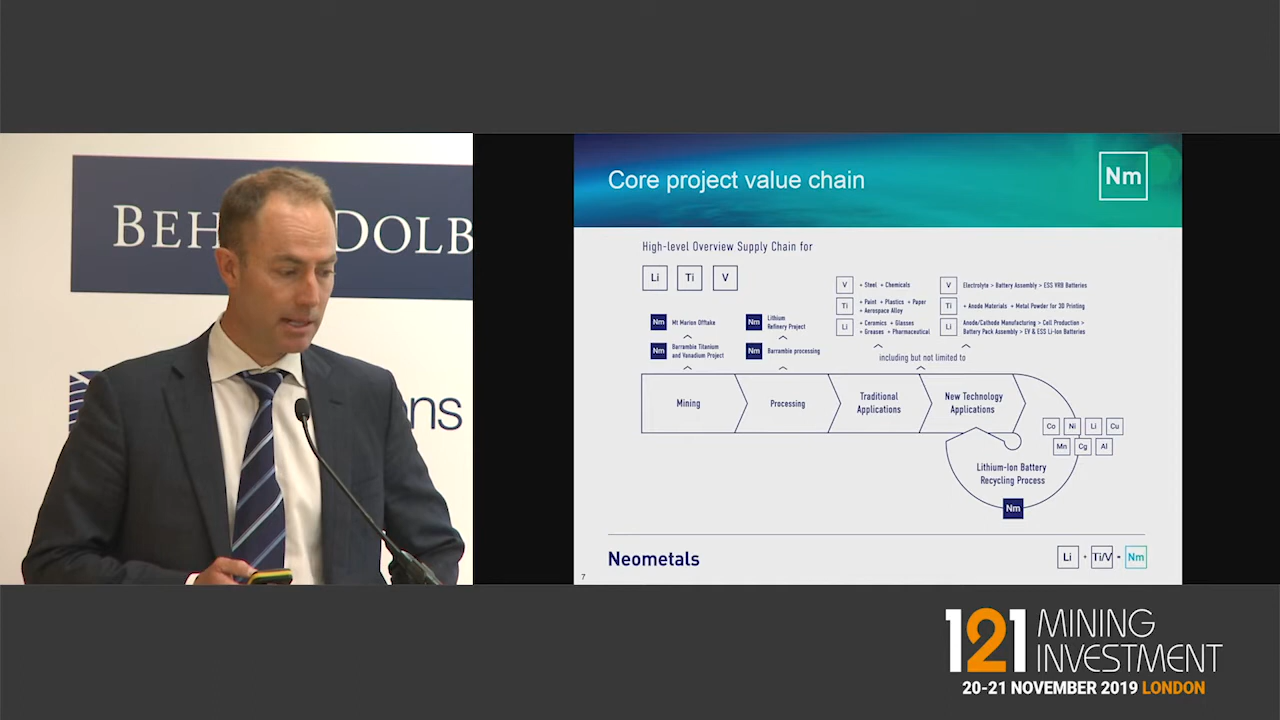 BEH
DOLB
ons
Core project value chain
Nm
High-level Overview Supply Chain for
Li
Ti
V
V
+ Steel + Chemicals
Ti
+ Paint + Plastics + Paper
+ Aerospace Alloy
Li
+ Ceramics + Glasses
+ Greases + Pharmaceutical
V
Electrolyte > Battery Assembly > ESS VRB Batteries
Ti
+ Anode Materials + Metal Powder for 3D Printing
Li
Anode/Cathode Manufacturing > Cell Production >
Battery Pack Assembly > EV & ESS Li-Ion Batteries
Nm
Mt Marion Offtake
Nm
Lithium
Refinery Project
Nm
Barrambie Titanium
and Vanadium Project
Nm
Barrambie processing
including but not limited to
Mining
Processing
Traditional
Applications
New Technology
Applications
Co
Ni
Li
Cu
Mn
Cg
Al
Lithium-Ion Battery
Recycling Process
Nm
Neometals
Li + Ti/V = Nm
7
121 MINING
INVESTMENT
20-21 NOVEMBER 2019 LONDON